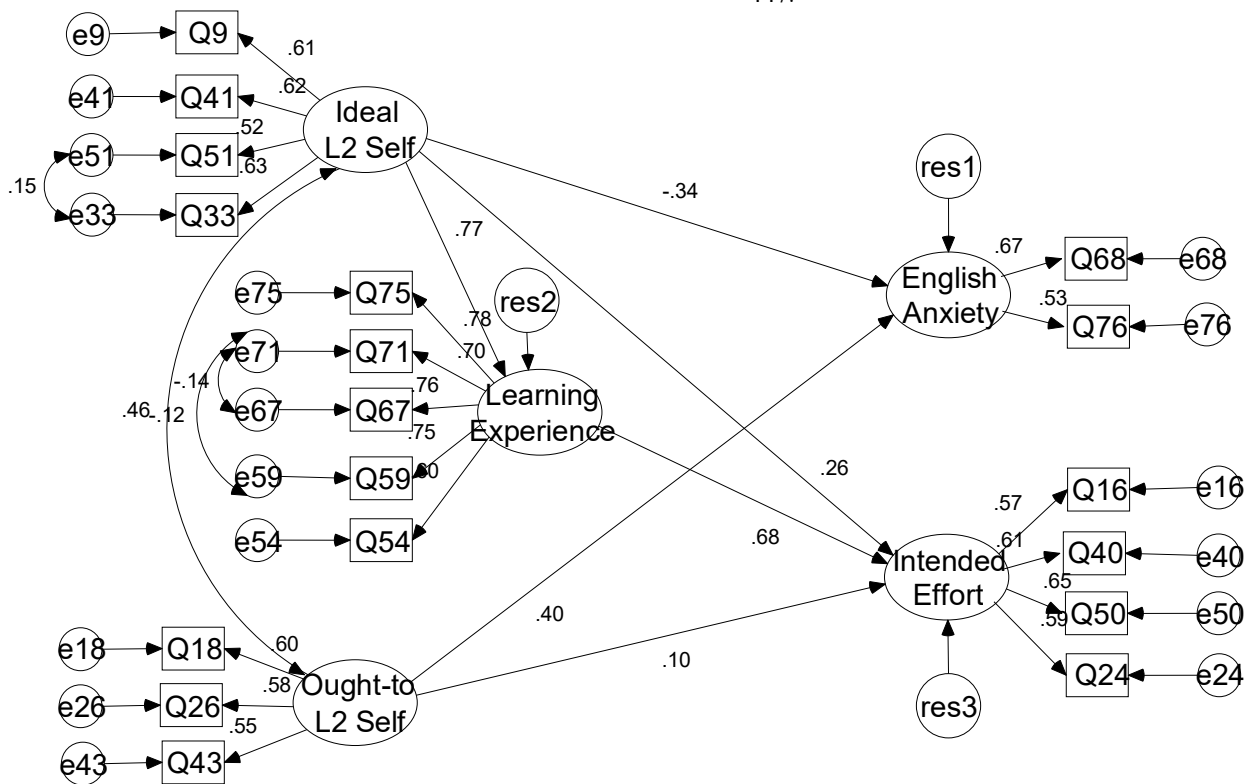 e9
Q9
.61
e41
Q41
.62
Ideal
L2 Self
e51
Q51
.52
.63
.15
e33
Q33
res1
-.34
.77
.67
Q68
e68
English
Anxiety
.53
Q76
e76
e75
Q75
res2
.78
e71
Q71
.70
-.14
.76
Learning
Experience
.46
-.12
e67
Q67
.75
e59
Q59
.26
Q16
e16
.57
e54
Q54
.68
.61
Intended
Effort
Q40
e40
.65
Q50
e50
.59
.40
e18
Q18
.60
.10
Q24
e24
.58
Ought-to
L2 Self
e26
Q26
res3
.55
e43
Q43